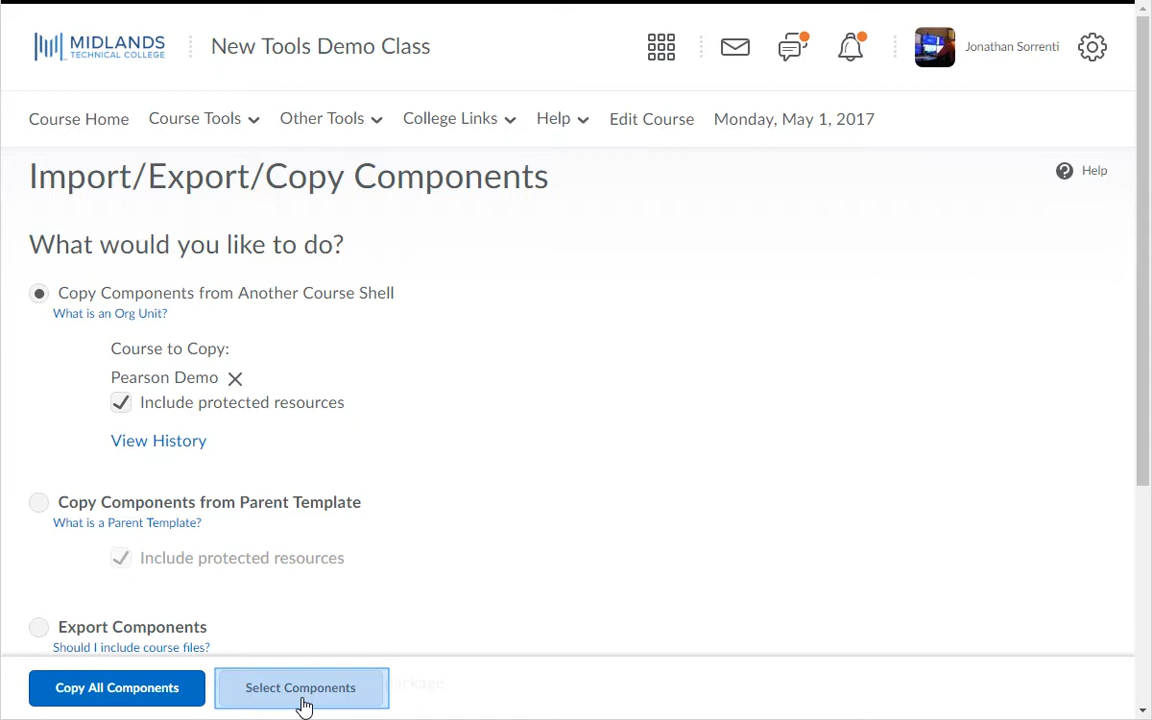 MIDLANDS
TECHNICAL COLLEGE
New Tools Demo Class
Jonathan Sorrenti
Course Home
Course Tools
Other Tools
College Links
Help
Edit Course
Monday, May 1, 2017
Import/Export/Copy Components
Help
What would you like to do?
Copy Components from Another Course Shell
What is an Org Unit?
Course to Copy:
Pearson Demo
Include protected resources
View History
Copy Components from Parent Template
What is a Parent Template?
Include protected resources
Export Components
Should I include course files?
Copy All Components
Select Components
package